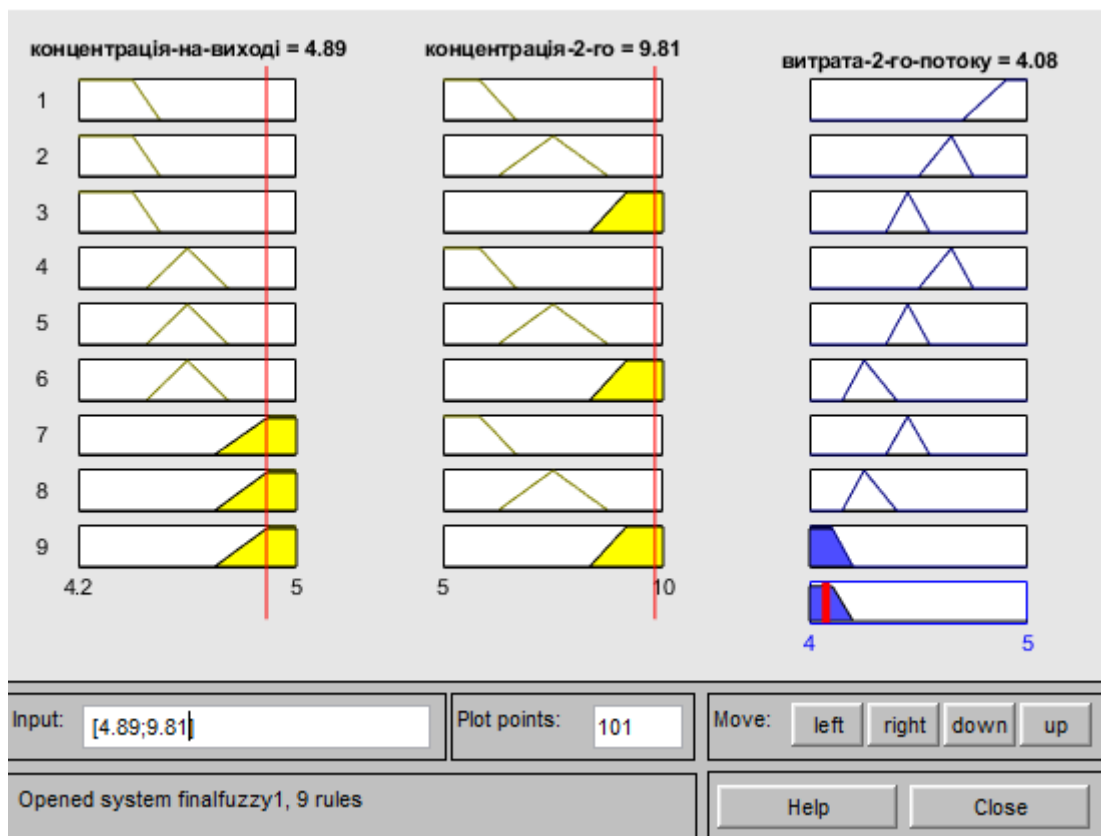 концентрація-на-виході = 4.89
концентрація-2-го = 9.81
витрата-2-го-потоку = 4.08
1
2
3
4
5
6
7
8
9
4.2 5
5 10
4 5
Input: [4.89;9.81]
Plot points: 101
Move: left right down up
Opened system finalfuzzy1, 9 rules
Help Close